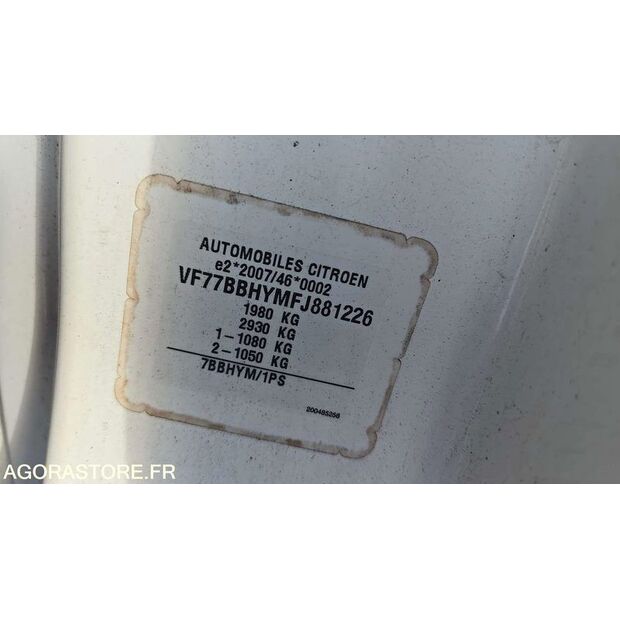 AUTOMOBILES CITROEN
e2*2007/46*0002
VF77BBHYMFJ881226
1980 KG
2930 KG
1-1080 KG
2-1050 KG
7BBHYM/1PS
200485256
AGORASTORE.FR